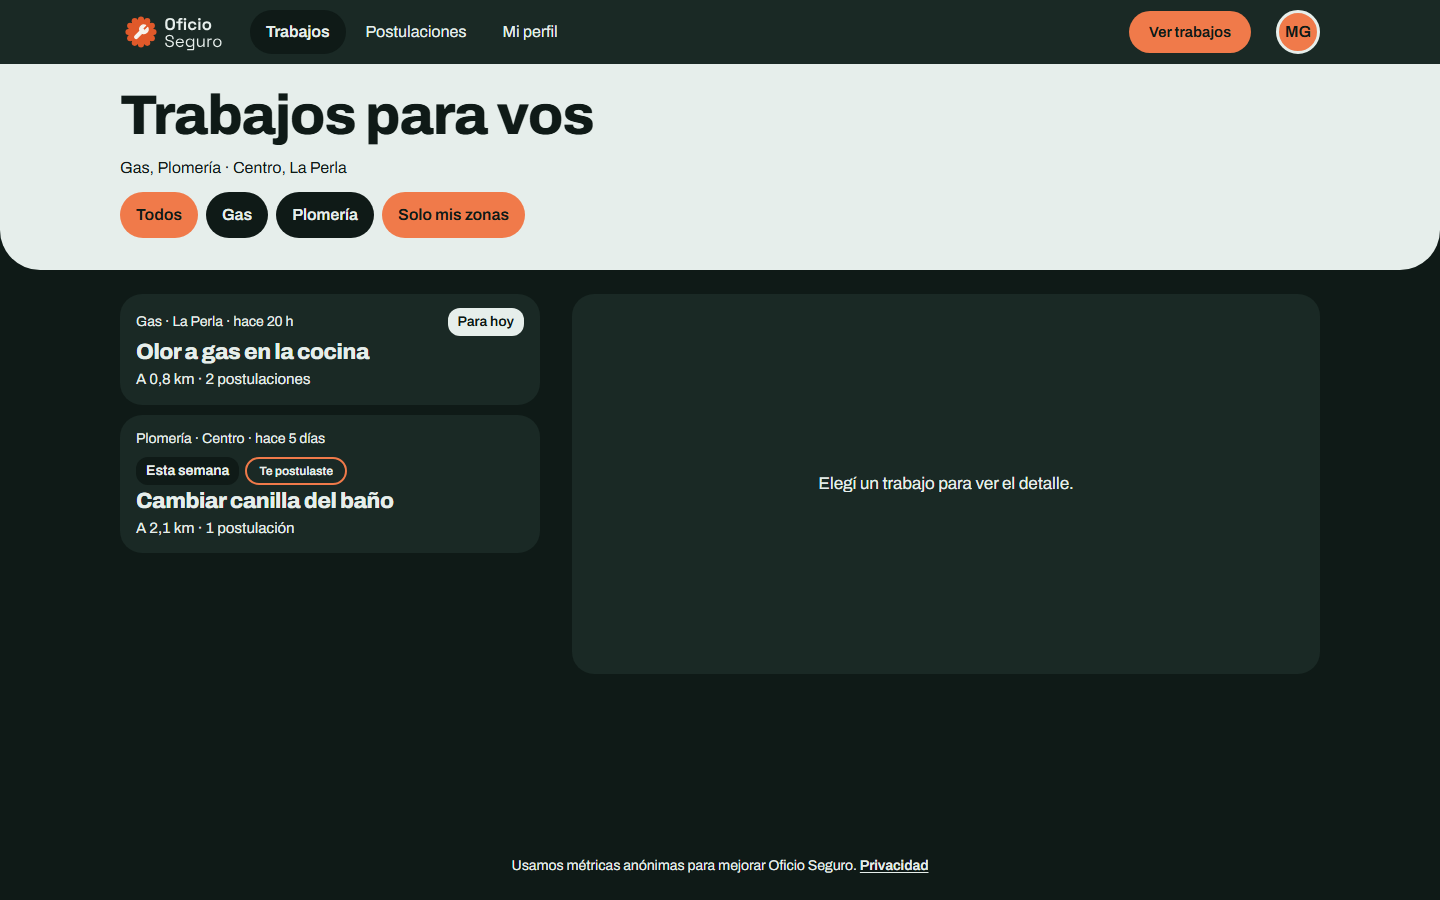 Oficio
Seguro
Trabajos
Postulaciones
Mi perfil
Ver trabajos
MG
Trabajos para vos
Gas, Plomería · Centro, La Perla
Todos
Gas
Plomería
Solo mis zonas
Gas · La Perla · hace 20 h
Para hoy
Olor a gas en la cocina
A 0,8 km · 2 postulaciones
Plomería · Centro · hace 5 días
Esta semana
Te postulaste
Cambiar canilla del baño
A 2,1 km · 1 postulación
Elegí un trabajo para ver el detalle.
Usamos métricas anónimas para mejorar Oficio Seguro. Privacidad